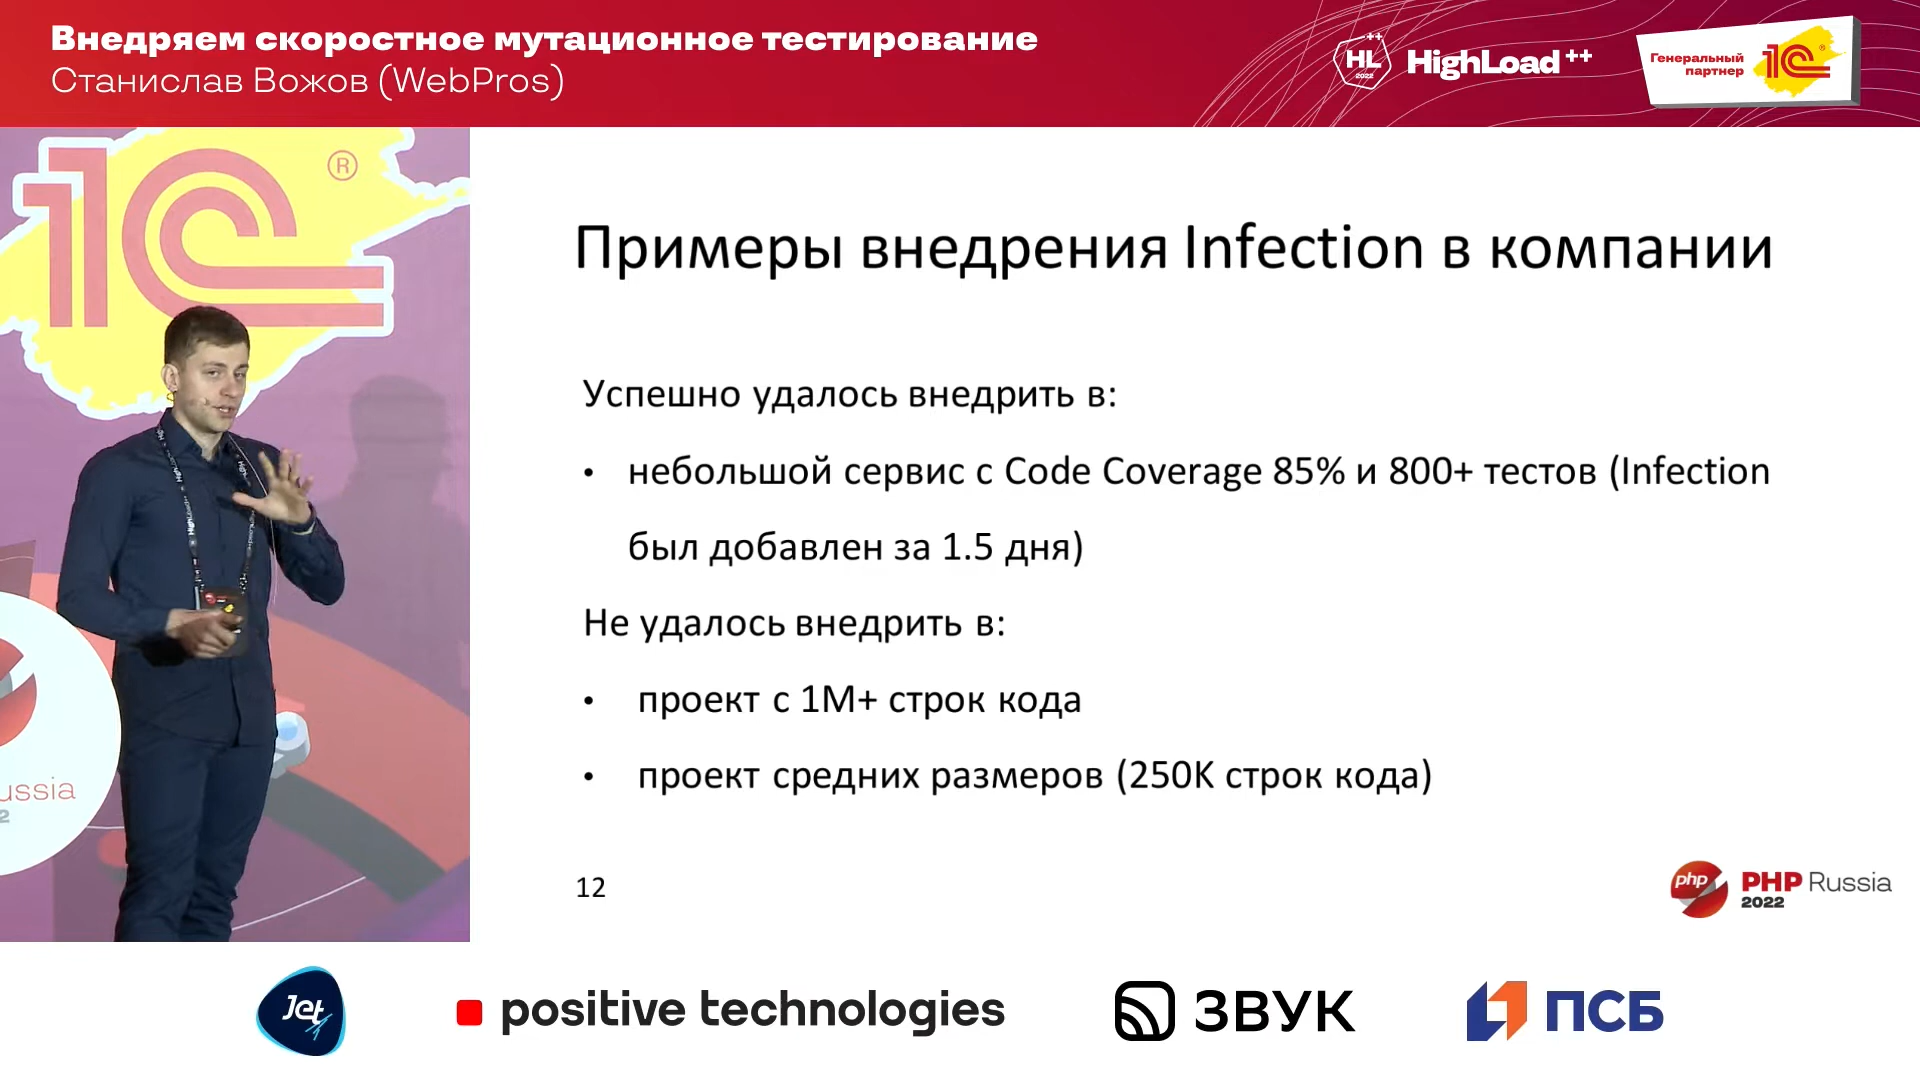 Внедряем скоростное мутационное тестирование
Станислав Вожов (WebPros)
HL
++
2022
HighLoad++
Генеральный
партнер
1С®
1С
®
Примеры внедрения Infection в компании
Успешно удалось внедрить в:
• небольшой сервис с Code Coverage 85% и 800+ тестов (Infection
был добавлен за 1.5 дня)
Не удалось внедрить в:
• проект с 1M+ строк кода
• проект средних размеров (250K строк кода)
12
php
PHP Russia
2022
ussia
2
Jet
positive technologies
ЗВУК
ПСБ